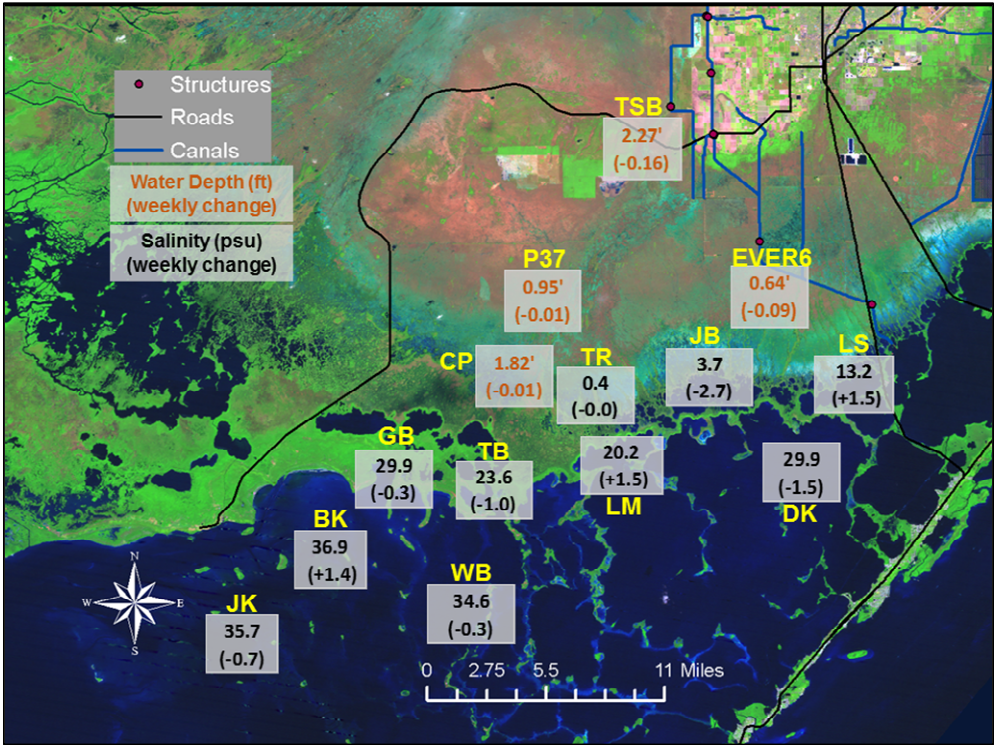 Structures
Roads
Canals
Water Depth (ft)
(weekly change)
Salinity (psu)
(weekly change)
TSB
2.27'
(-0.16)
P37
0.95'
(-0.01)
EVER6
0.64'
(-0.09)
CP
1.82'
(-0.01)
TR
0.4
(-0.0)
JB
3.7
(-2.7)
LS
13.2
(+1.5)
GB
29.9
(-0.3)
TB
23.6
(-1.0)
20.2
(+1.5)
LM
29.9
(-1.5)
DK
BK
36.9
(+1.4)
WB
34.6
(-0.3)
JK
35.7
(-0.7)
N
W E
S
0 2.75 5.5 11 Miles